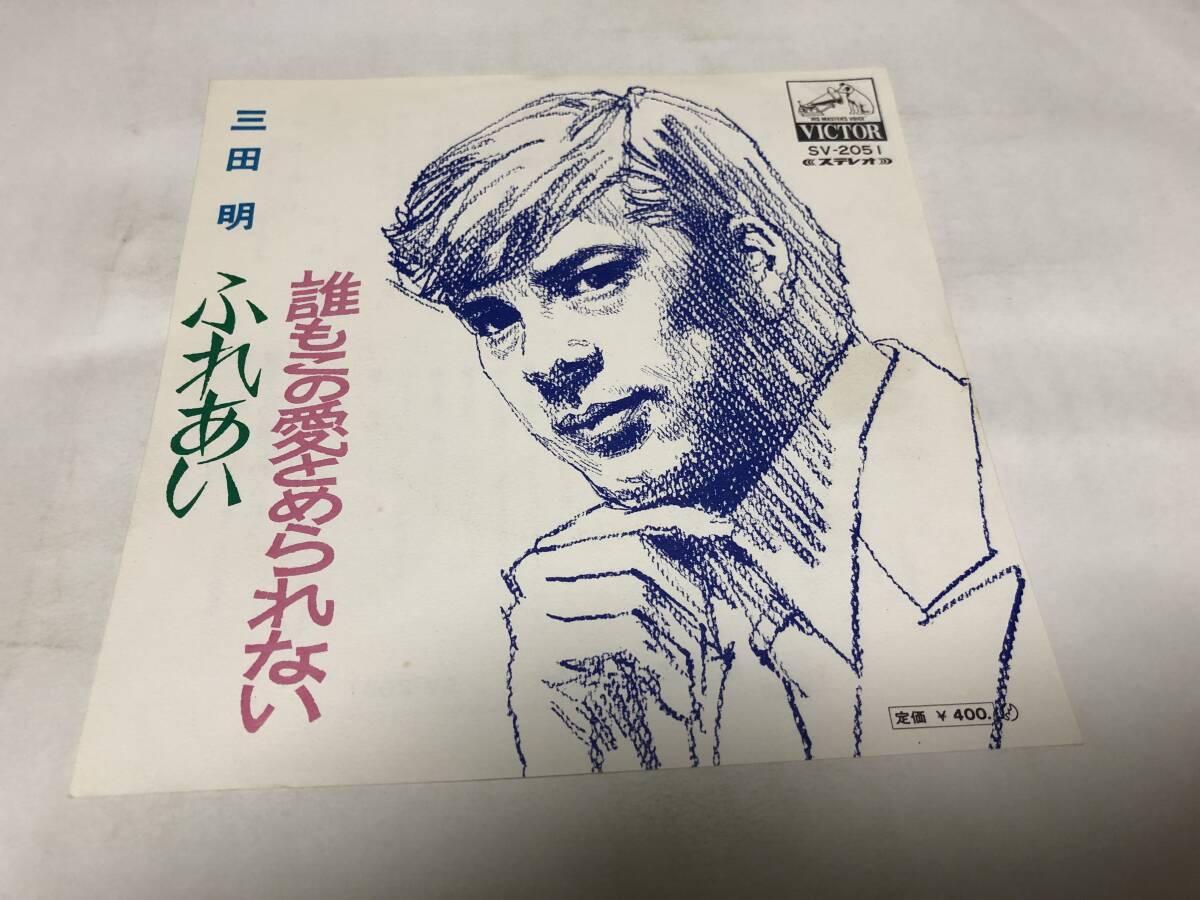 三田 明
誰もこの愛さめられない
ふれあい
HIS MASTER'S VOICE
VICTOR
SV-2051
ステレオ
定価 ¥400.